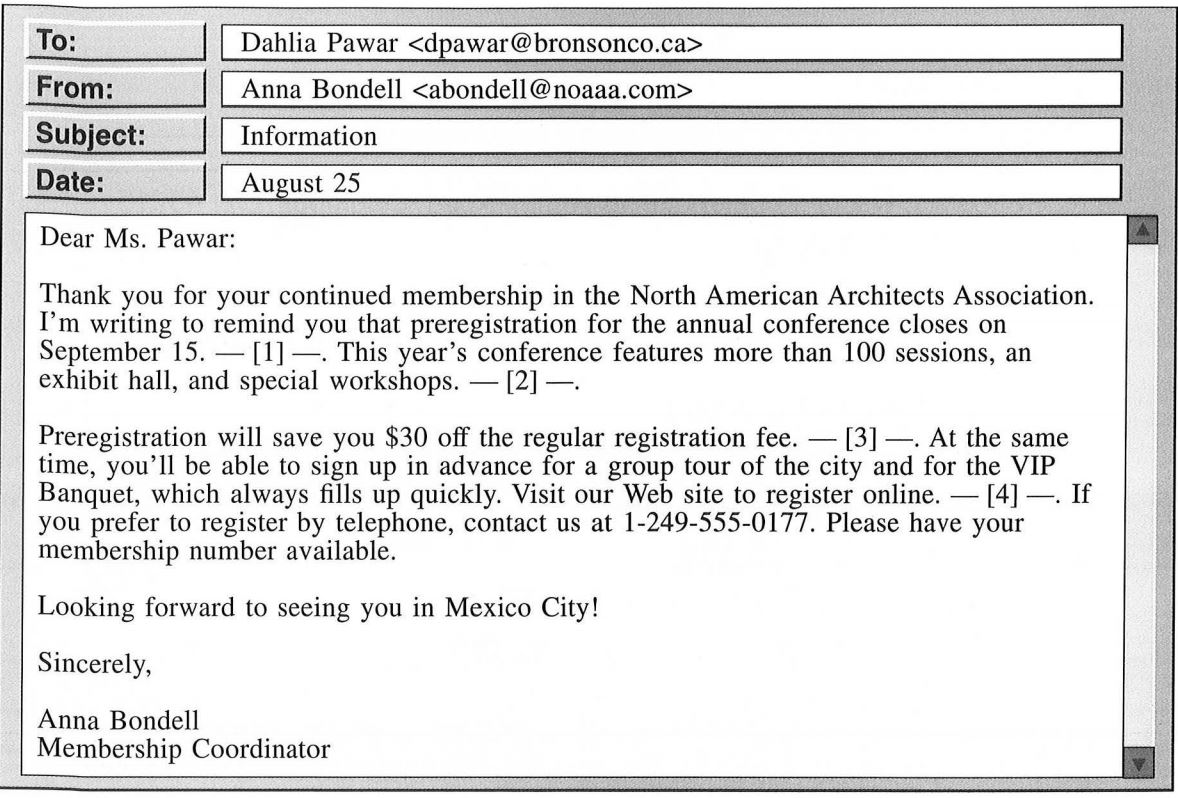 To: Dahlia Pawar <dpawar@bronsonco.ca>
From: Anna Bondell <abondell@noaaa.com>
Subject: Information
Date: August 25
Dear Ms. Pawar:
Thank you for your continued membership in the North American Architects Association.
I'm writing to remind you that preregistration for the annual conference closes on
September 15. — [1] —. This year's conference features more than 100 sessions, an
exhibit hall, and special workshops. — [2] —.
Preregistration will save you $30 off the regular registration fee. — [3] —. At the same
time, you'll be able to sign up in advance for a group tour of the city and for the VIP
Banquet, which always fills up quickly. Visit our Web site to register online. — [4] —. If
you prefer to register by telephone, contact us at 1-249-555-0177. Please have your
membership number available.
Looking forward to seeing you in Mexico City!
Sincerely,
Anna Bondell
Membership Coordinator